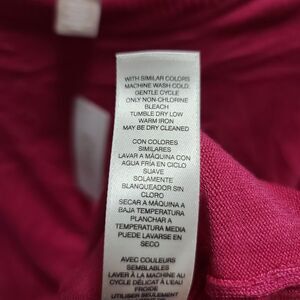 WITH SIMILAR COLORS
MACHINE WASH COLD,
GENTLE CYCLE
ONLY NON-CHLORINE
BLEACH
TUMBLE DRY LOW
WARM IRON
MAY BE DRY CLEANED
CON COLORES
SIMILARES
LAVAR A MÁQUINA CON
AGUA FRÍA EN CICLO
SUAVE
SOLAMENTE
BLANQUEADOR SIN
CLORO
SECAR A MÁQUINA A
BAJA TEMPERATURA
PLANCHAR A
TEMPERATURA MEDIA
PUEDE LAVARSE EN
SECO
AVEC COULEURS
SEMBLABLES
LAVER À LA MACHINE AU
CYCLE DÉLICAT À L'EAU
FROIDE
UTILISER SEULEMENT